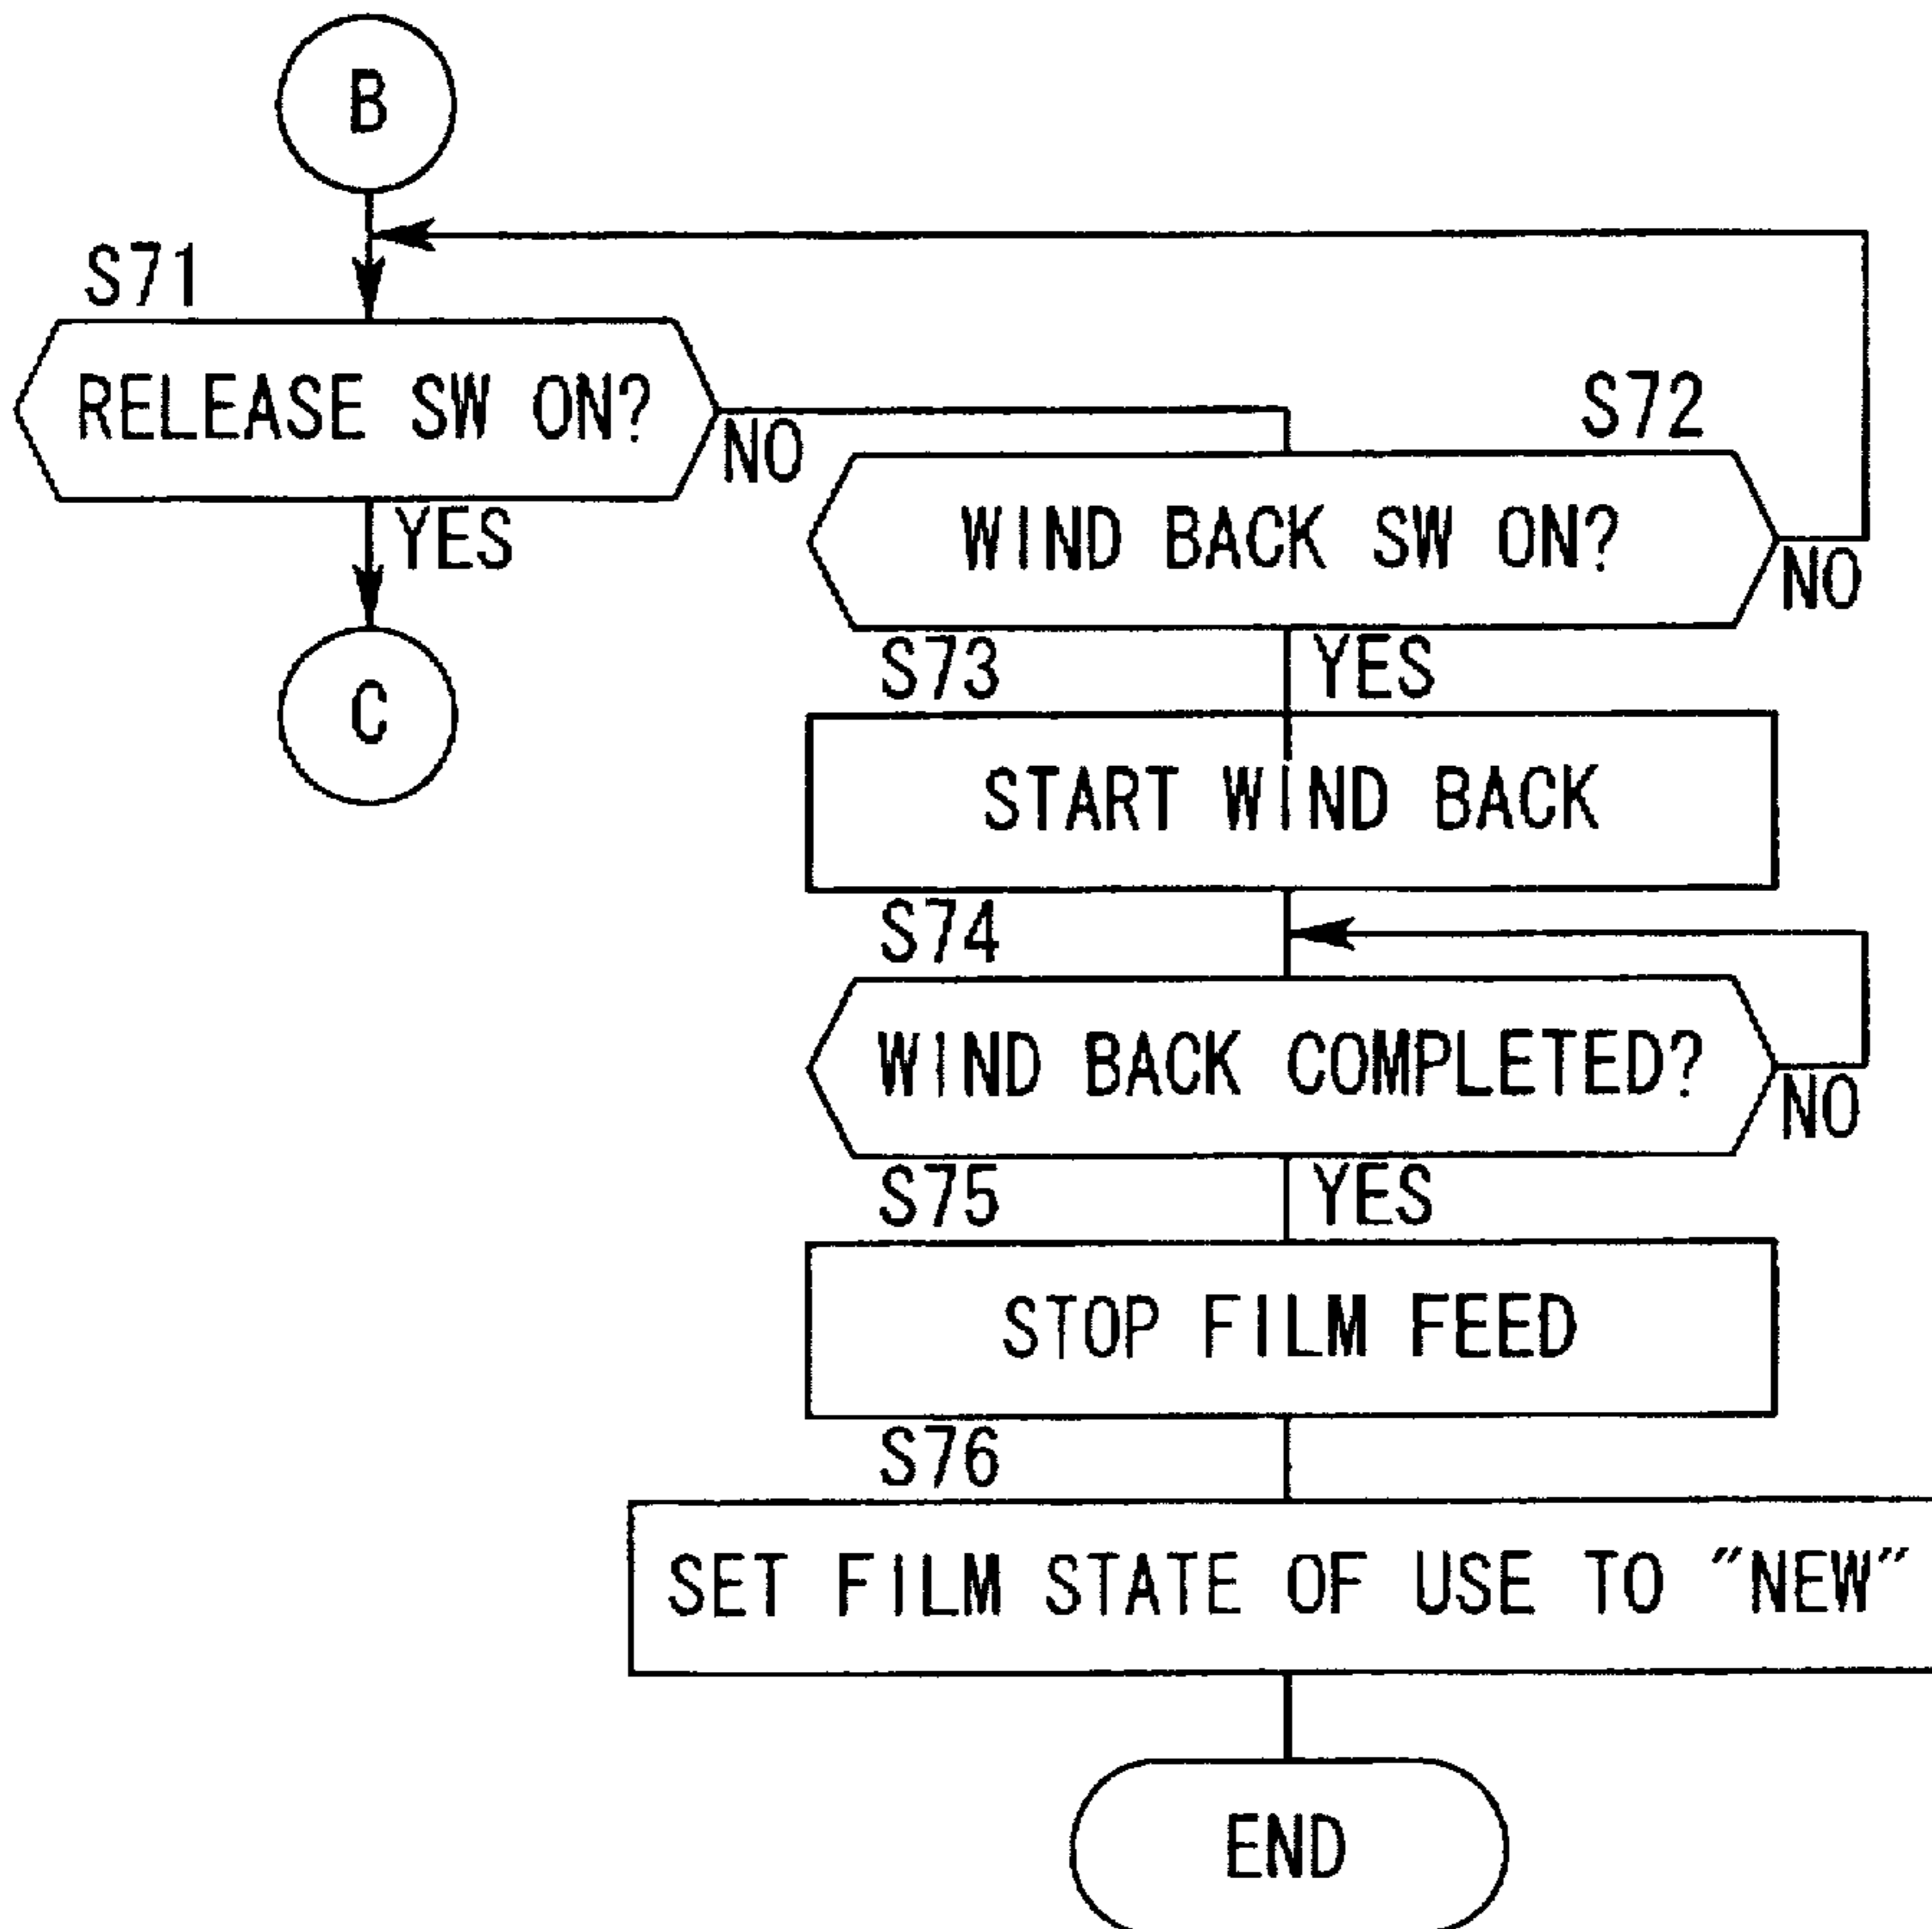 B
S71
RELEASE SW ON?
NO
YES
C
S72
WIND BACK SW ON?
NO
S73
YES
START WIND BACK
S74
WIND BACK COMPLETED?
NO
S75
YES
STOP FILM FEED
S76
SET FILM STATE OF USE TO "NEW"
END